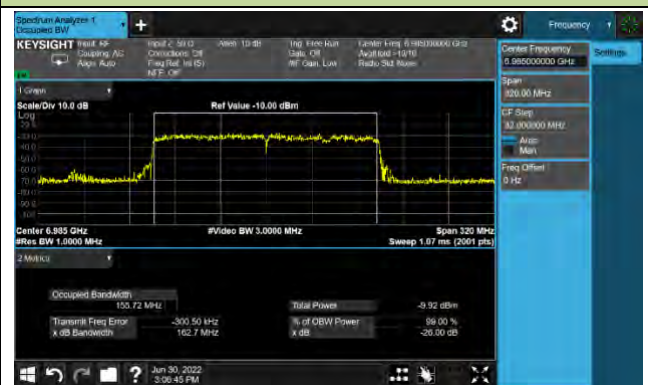 Spectrum Analyzer 1
Occupied BW
+
Frequency
KEYSIGHT Input: RF
Coupling: AC
Align: Auto
Input Z: 50 Ω
Corrections: Off
Freq Ref: Int (S)
NFE: Off
Atten: 10 dB
Trig: Free Run
Gate: Off
#IF Gain: Low
Center Freq: 6.985000000 GHz
Avg|Hold: >10/10
Radio Std: None
Center Frequency
6.985000000 GHz
Settings
Span
320.00 MHz
CF Step
32.000000 MHz
Auto
Man
Freq Offset
0 Hz
1 Graph
Scale/Div 10.0 dB
Ref Value -10.00 dBm
Log
Center 6.985 GHz
#Video BW 3.0000 MHz
Span 320 MHz
#Res BW 1.0000 MHz
Sweep 1.07 ms (2001 pts)
2 Metrics
Occupied Bandwidth
155.72 MHz
Total Power
-9.92 dBm
Transmit Freq Error
-300.50 kHz
% of OBW Power
99.00 %
x dB Bandwidth
162.7 MHz
x dB
-26.00 dB
?
Jun 30, 2022
3:06:45 PM